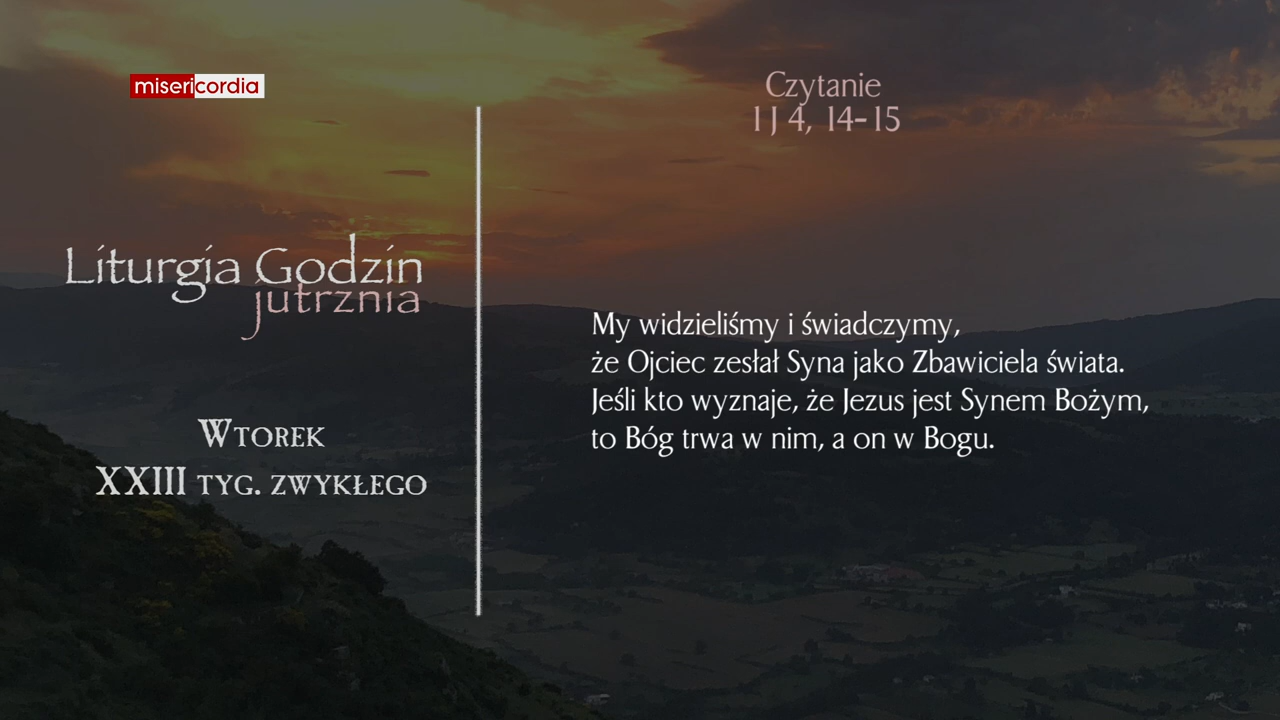 misericordia
Liturgia Godzin
jutrznia
Wtorek
XXIII tyg. zwykłego
Czytanie
1 J 4, 14-15
My widzieliśmy i świadczymy,
że Ojciec zesłał Syna jako Zbawiciela świata.
Jeśli kto wyznaje, że Jezus jest Synem Bożym,
to Bóg trwa w nim, a on w Bogu.